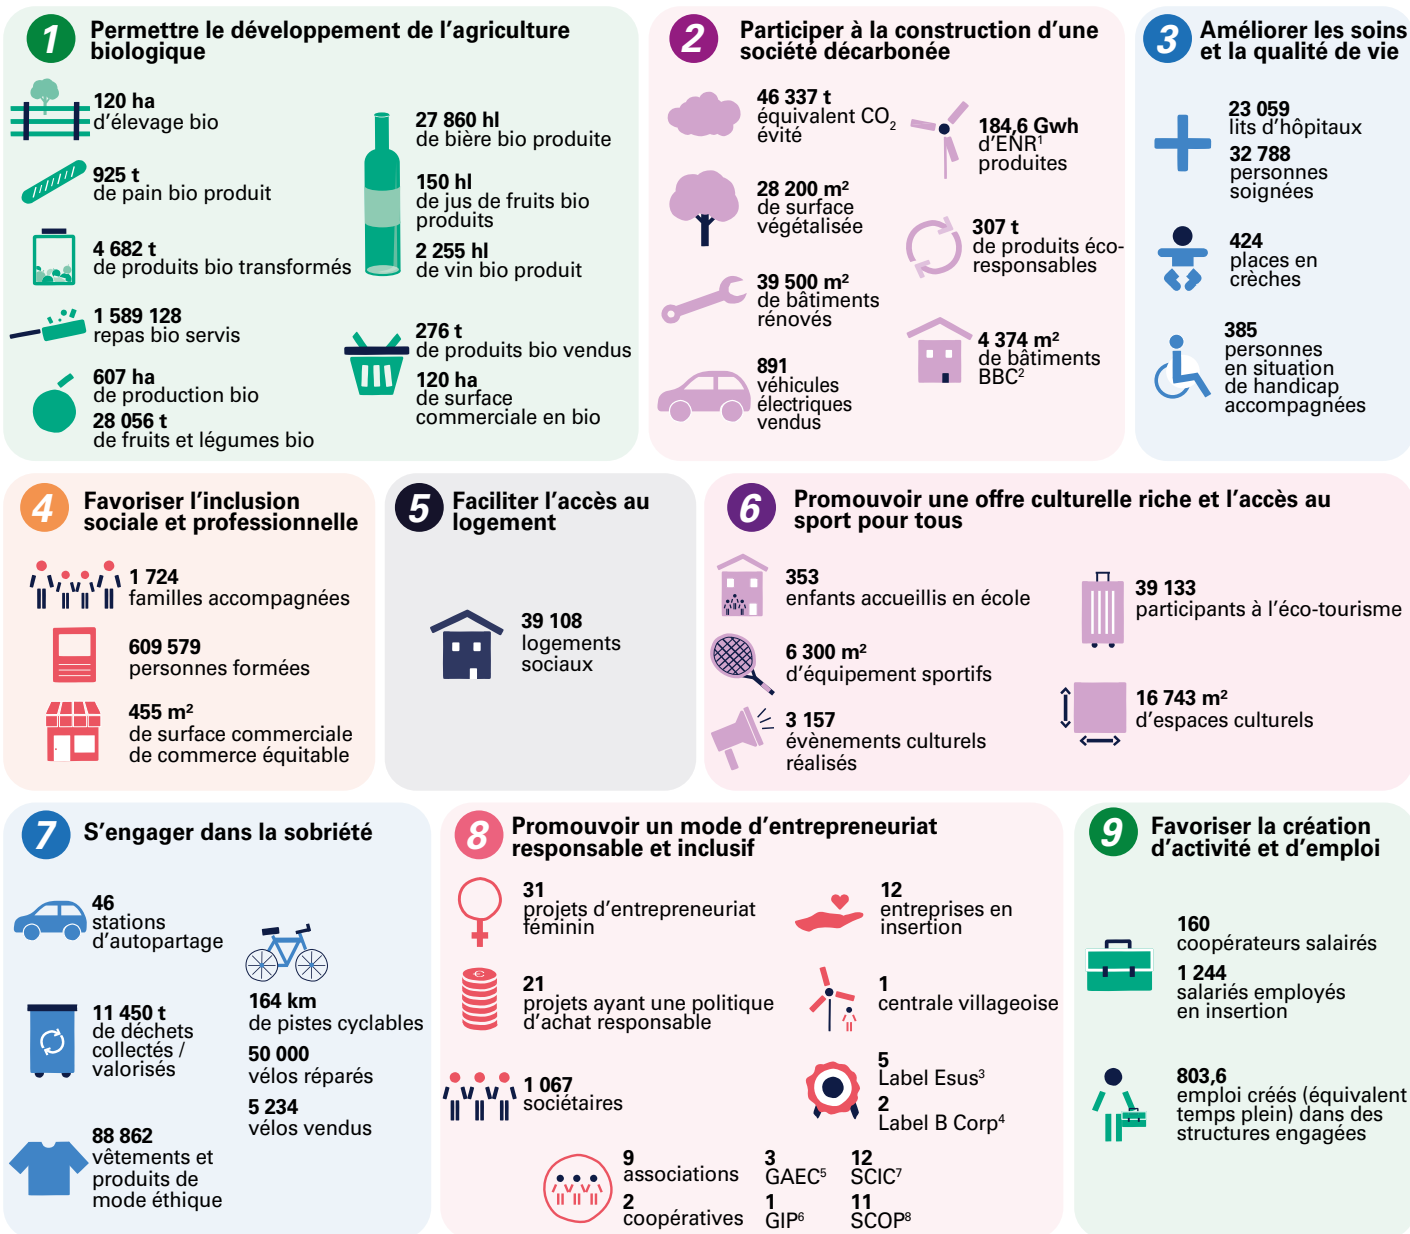 1
Permettre le développement de l’agriculture
biologique
120 ha
d’élevage bio
925 t
de pain bio produit
4 682 t
de produits bio transformés
1 589 128
repas bio servis
607 ha
de production bio
28 056 t
de fruits et légumes bio
27 860 hl
de bière bio produite
150 hl
de jus de fruits bio
produits
2 255 hl
de vin bio produit
276 t
de produits bio vendus
120 ha
de surface
commerciale en bio
2
Participer à la construction d’une
société décarbonée
46 337 t
équivalent CO₂
évité
28 200 m²
de surface
végétalisée
39 500 m²
de bâtiments
rénovés
891
véhicules
électriques
vendus
184,6 Gwh
d’ENR¹
produites
307 t
de produits éco-
responsables
4 374 m²
de bâtiments
BBC²
3
Améliorer les soins
et la qualité de vie
23 059
lits d’hôpitaux
32 788
personnes
soignées
424
places en
crèches
385
personnes
en situation
de handicap
accompagnées
4
Favoriser l’inclusion
sociale et professionnelle
1 724
familles accompagnées
609 579
personnes formées
455 m²
de surface commerciale
de commerce équitable
5
Faciliter l’accès au
logement
39 108
logements
sociaux
6
Promouvoir une offre culturelle riche et l’accès au
sport pour tous
353
enfants accueillis en école
6 300 m²
d’équipement sportifs
3 157
évènements culturels
réalisés
39 133
participants à l’éco-tourisme
16 743 m²
d’espaces culturels
7
S’engager dans la sobriété
46
stations
d’autopartage
11 450 t
de déchets
collectés /
valorisés
88 862
vêtements et
produits de
mode éthique
164 km
de pistes cyclables
50 000
vélos réparés
5 234
vélos vendus
8
Promouvoir un mode d’entrepreneuriat
responsable et inclusif
31
projets d’entrepreneuriat
féminin
€
21
projets ayant une politique
d’achat responsable
1 067
sociétaires
12
entreprises en
insertion
1
centrale villageoise
5
Label Esus³
2
Label B Corp⁴
9
associations
2
coopératives
3
GAEC⁵
1
GIP⁶
12
SCIC⁷
11
SCOP⁸
9
Favoriser la création
d’activité et d’emploi
160
coopérateurs salairés
1 244
salariés employés
en insertion
803,6
emploi créés (équivalent
temps plein) dans des
structures engagées